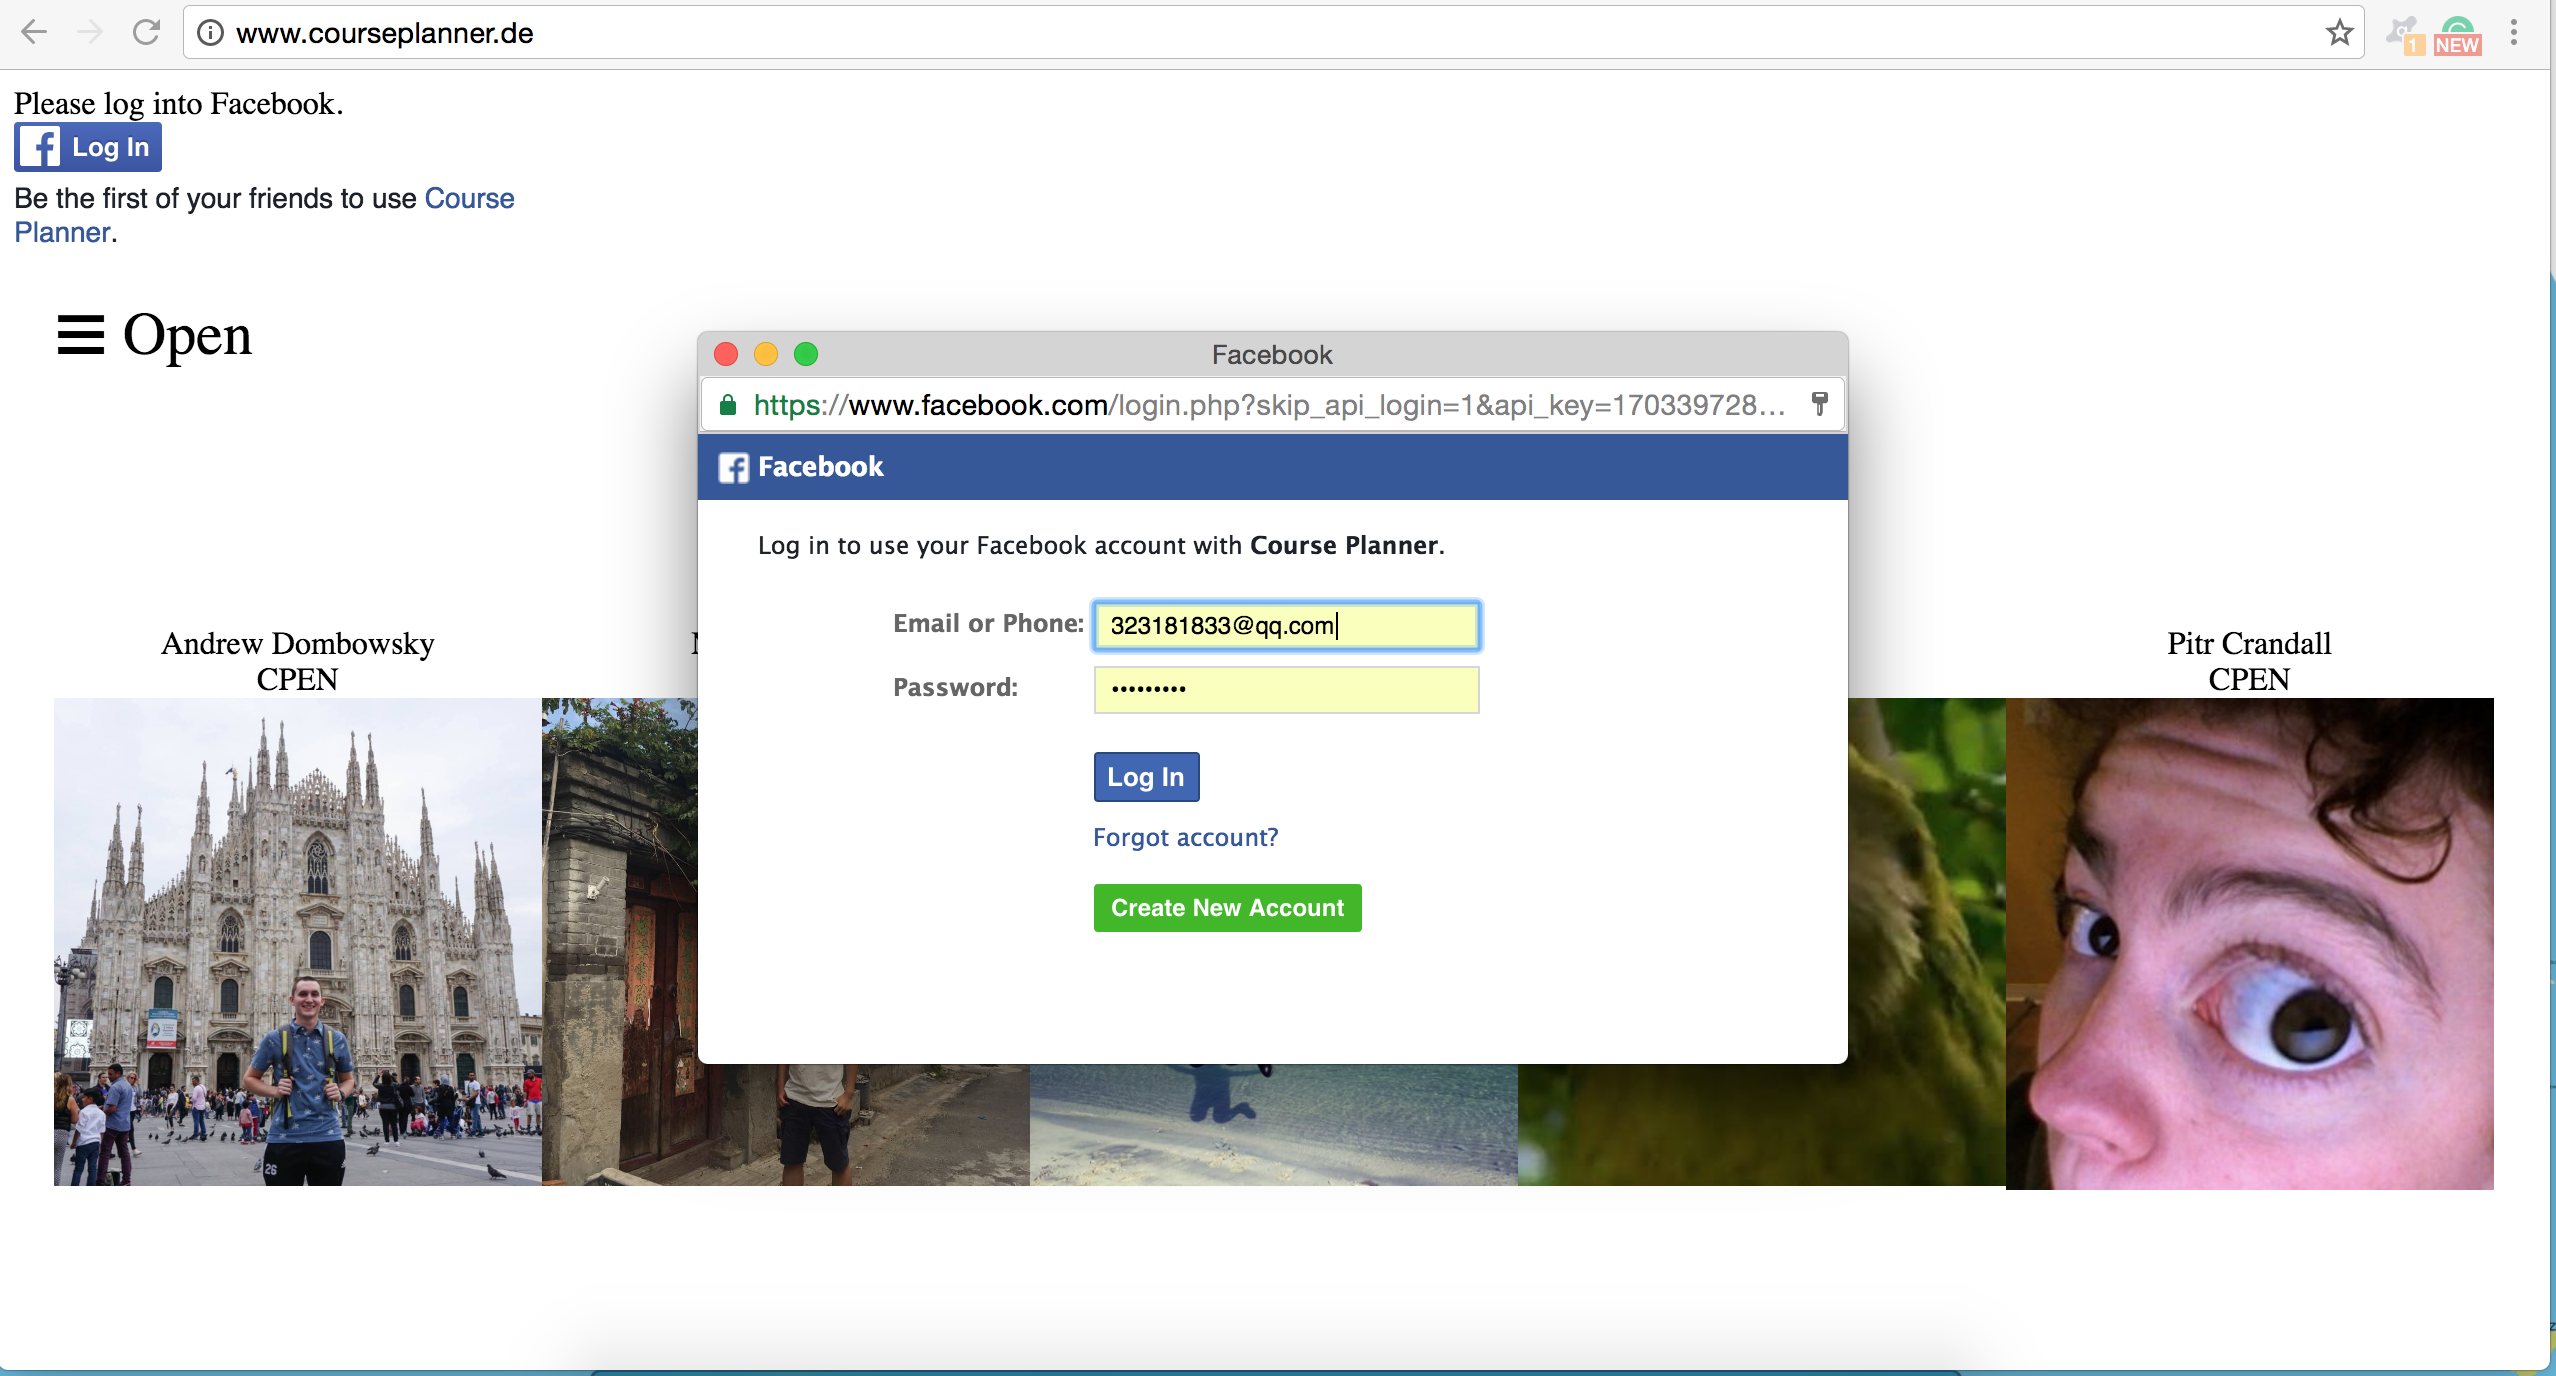 www.courseplanner.de
1
NEW
Please log into Facebook.
Log In
Be the first of your friends to use Course
Planner.
☰ Open
Facebook
https://www.facebook.com/login.php?skip_api_login=1&api_key=170339728...
Facebook
Log in to use your Facebook account with Course Planner.
Email or Phone: 323181833@qq.com
Password: •••••••••
Log In
Forgot account?
Create New Account
Andrew Dombowsky
CPEN
Pitr Crandall
CPEN
26